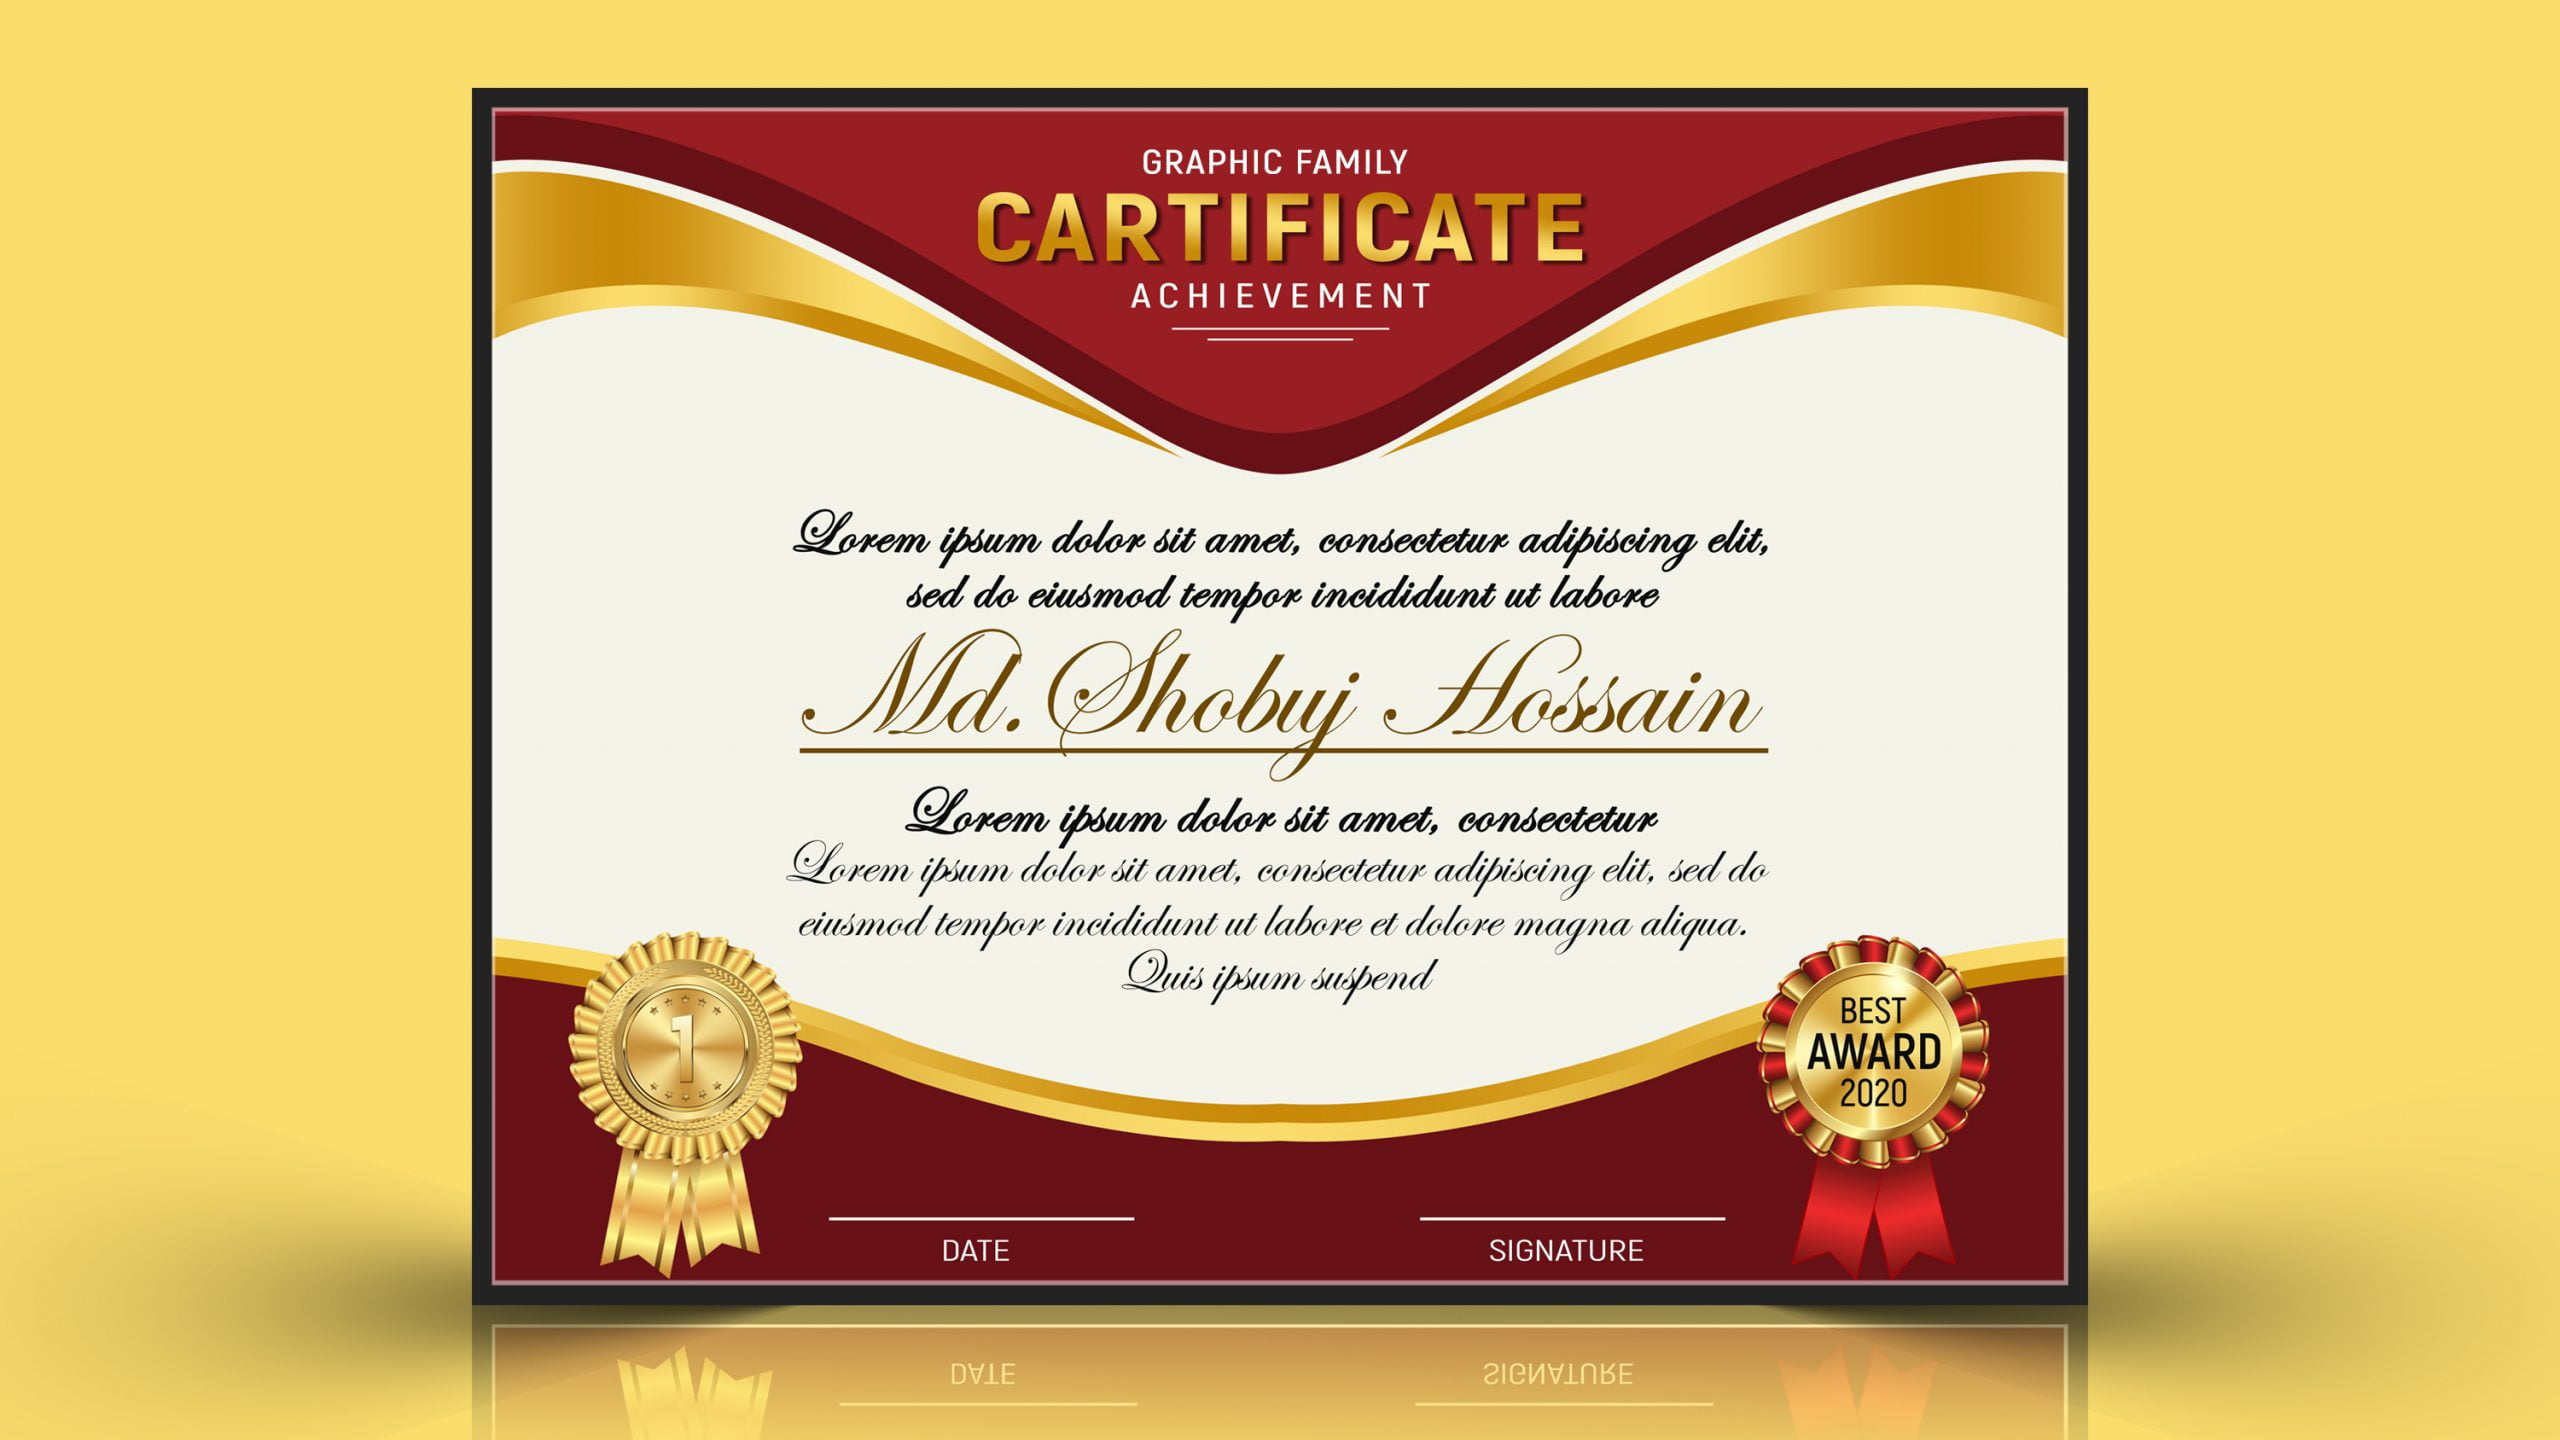 GRAPHIC FAMILY
CARTIFICATE
ACHIEVEMENT
Lorem ipsum dolor sit amet, consectetur adipiscing elit,
sed do eiusmod tempor incididunt ut labore
Md. Shobuj Hossain
Lorem ipsum dolor sit amet, consectetur
Lorem ipsum dolor sit amet, consectetur adipiscing elit, sed do
eiusmod tempor incididunt ut labore et dolore magna aliqua.
Quis ipsum suspend
1
BEST
AWARD
2020
DATE
SIGNATURE
DATE
SIGNATURE